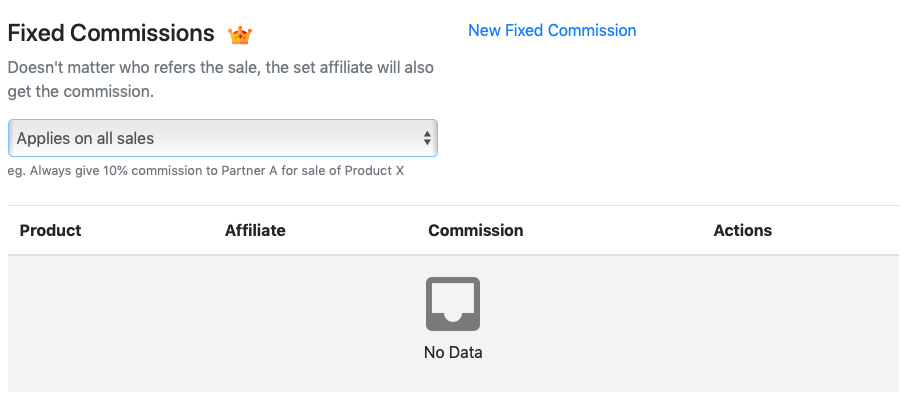 Fixed Commissions
New Fixed Commission
Doesn't matter who refers the sale, the set affiliate will also
get the commission.
Applies on all sales
eg. Always give 10% commission to Partner A for sale of Product X
Product Affiliate Commission Actions
No Data